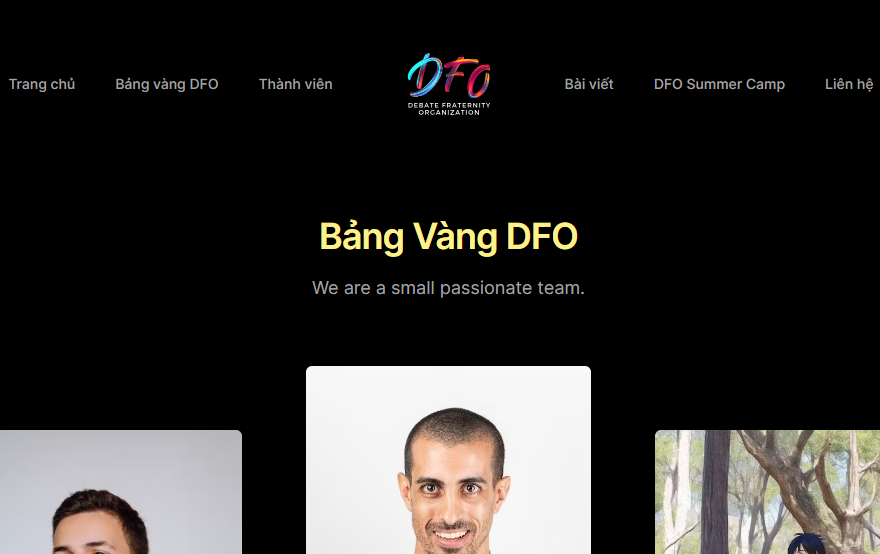 Trang chủ
Bảng vàng DFO
Thành viên
DFO
DEBATE FRATERNITY
ORGANIZATION
Bài viết
DFO Summer Camp
Liên hệ
Bảng Vàng DFO
We are a small passionate team.